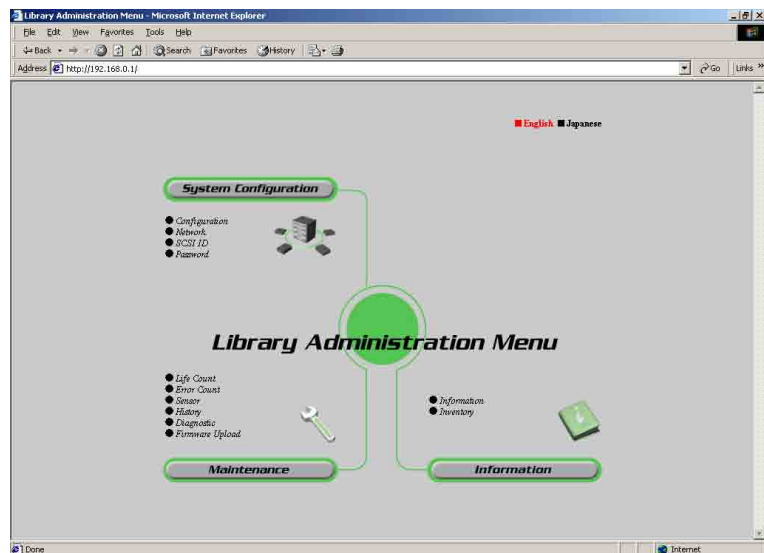 Library Administration Menu - Microsoft Internet Explorer
File Edit View Favorites Tools Help
Back Search Favorites History
Address http://192.168.0.1/ Go Links »
English Japanese
System Configuration
Configuration
Network
SCSI ID
Password
Library Administration Menu
Life Count
Error Count
Sensor
History
Diagnostic
Firmware Upload
Information
Inventory
Maintenance
Information
Done Internet